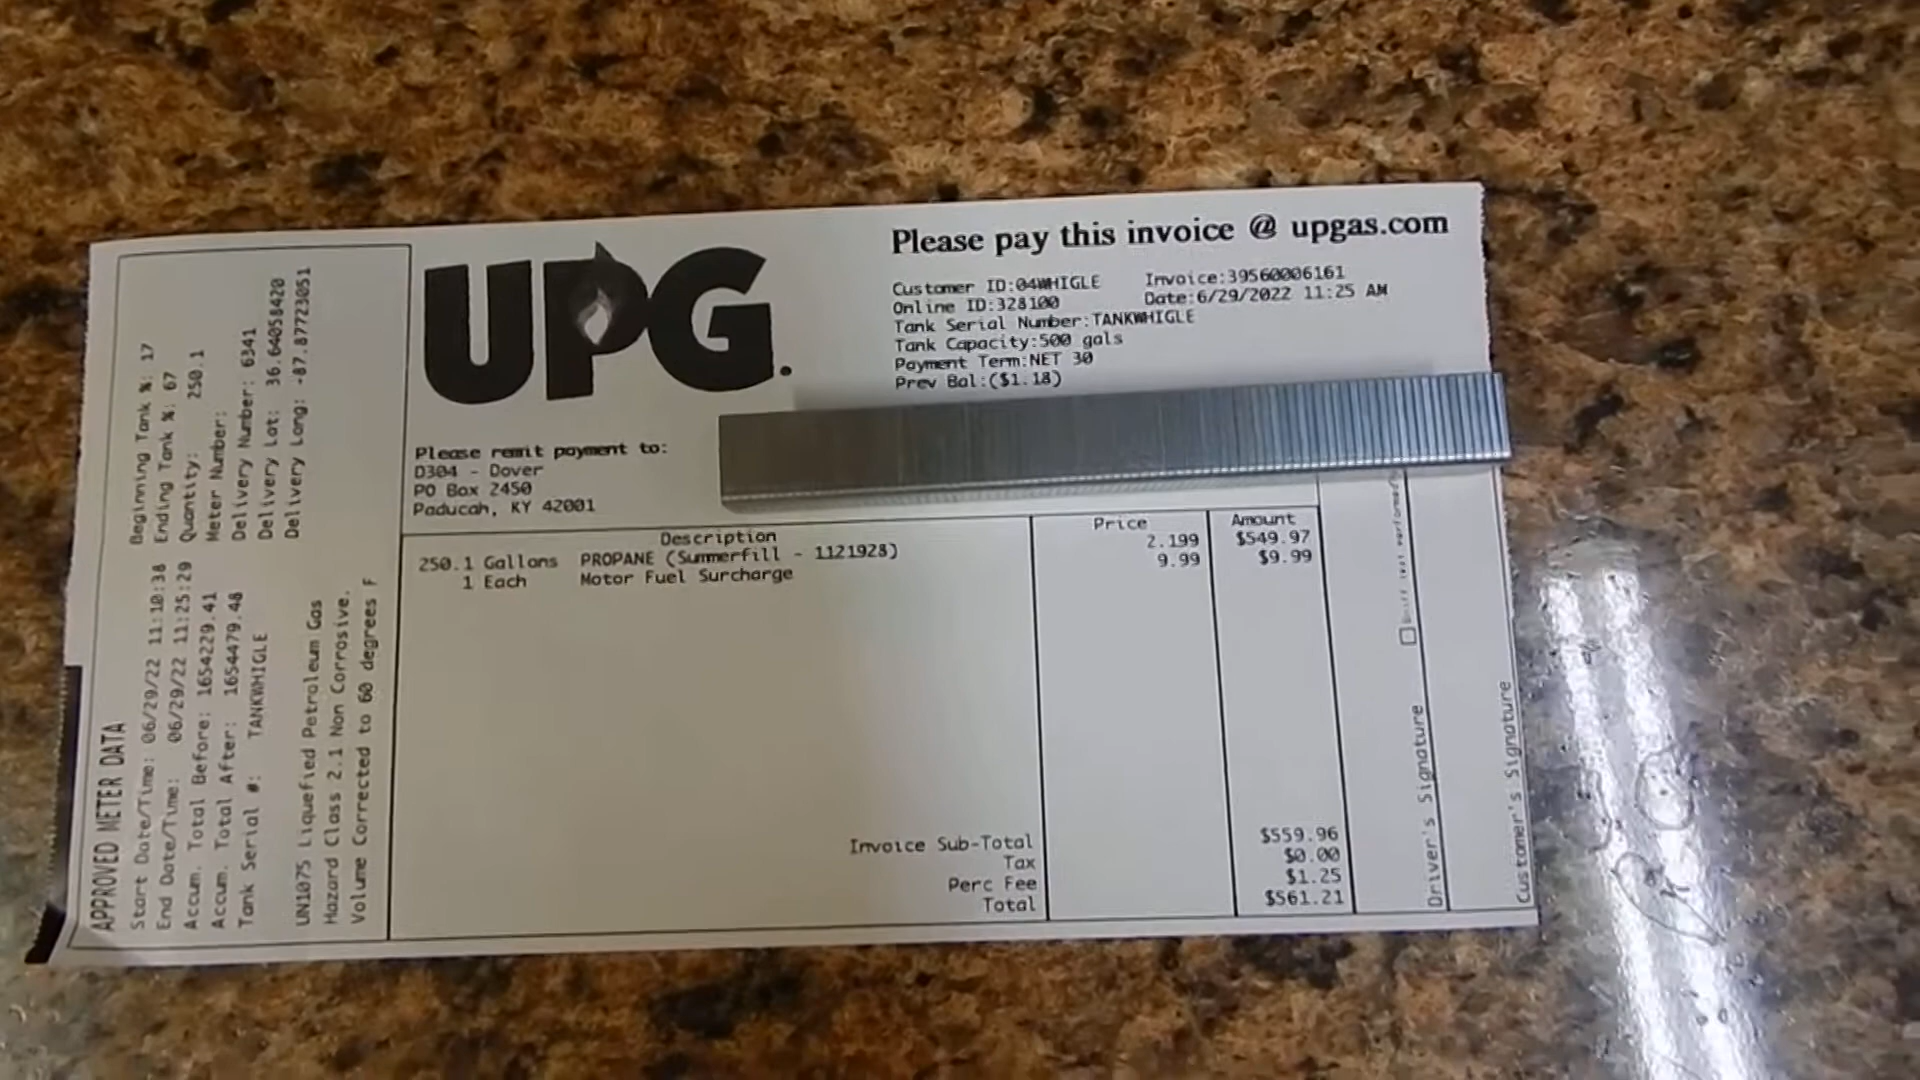 UPG.
Please pay this invoice @ upgas.com
Customer ID:04WHIGLE Invoice:39560006161
Online ID:328100 Date:6/29/2022 11:25 AM
Tank Serial Number:TANKWHIGLE
Tank Capacity:500 gals
Payment Term:NET 30
Prev Bal:($1.18)
Please remit payment to:
D304 - Dover
PO Box 2450
Paducah, KY 42001
Description Price Amount
250.1 Gallons PROPANE (Summerfill - 1121928) 2.199 $549.97
1 Each Motor Fuel Surcharge 9.99 $9.99
Invoice Sub-Total $559.96
Tax $0.00
Perc Fee $1.25
Total $561.21
APPROVED METER DATA
Start Date/Time: 06/29/22 11:10:38 Beginning Tank %: 17
End Date/Time: 06/29/22 11:25:29 Ending Tank %: 67
Accum. Total Before: 1654229.41 Quantity: 250.1
Accum. Total After: 1654479.48 Meter Number:
Tank Serial #: TANKWHIGLE Delivery Number: 6341
Delivery Lat: 36.64058420
Delivery Long: -87.87723051
UN1075 Liquefied Petroleum Gas
Hazard Class 2.1 Non Corrosive.
Volume Corrected to 60 degrees F
Driver's Signature
Customer's Signature